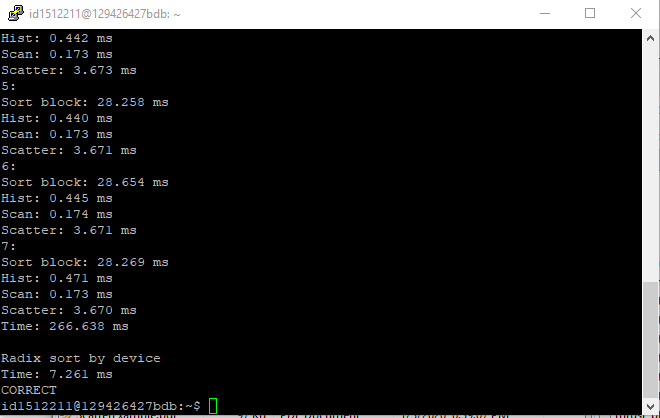 id1512211@129426427bdb: ~
Hist: 0.442 ms
Scan: 0.173 ms
Scatter: 3.673 ms
5:
Sort block: 28.258 ms
Hist: 0.440 ms
Scan: 0.173 ms
Scatter: 3.671 ms
6:
Sort block: 28.654 ms
Hist: 0.445 ms
Scan: 0.174 ms
Scatter: 3.671 ms
7:
Sort block: 28.269 ms
Hist: 0.471 ms
Scan: 0.173 ms
Scatter: 3.670 ms
Time: 266.638 ms
Radix sort by device
Time: 7.261 ms
CORRECT
id1512211@129426427bdb:~$